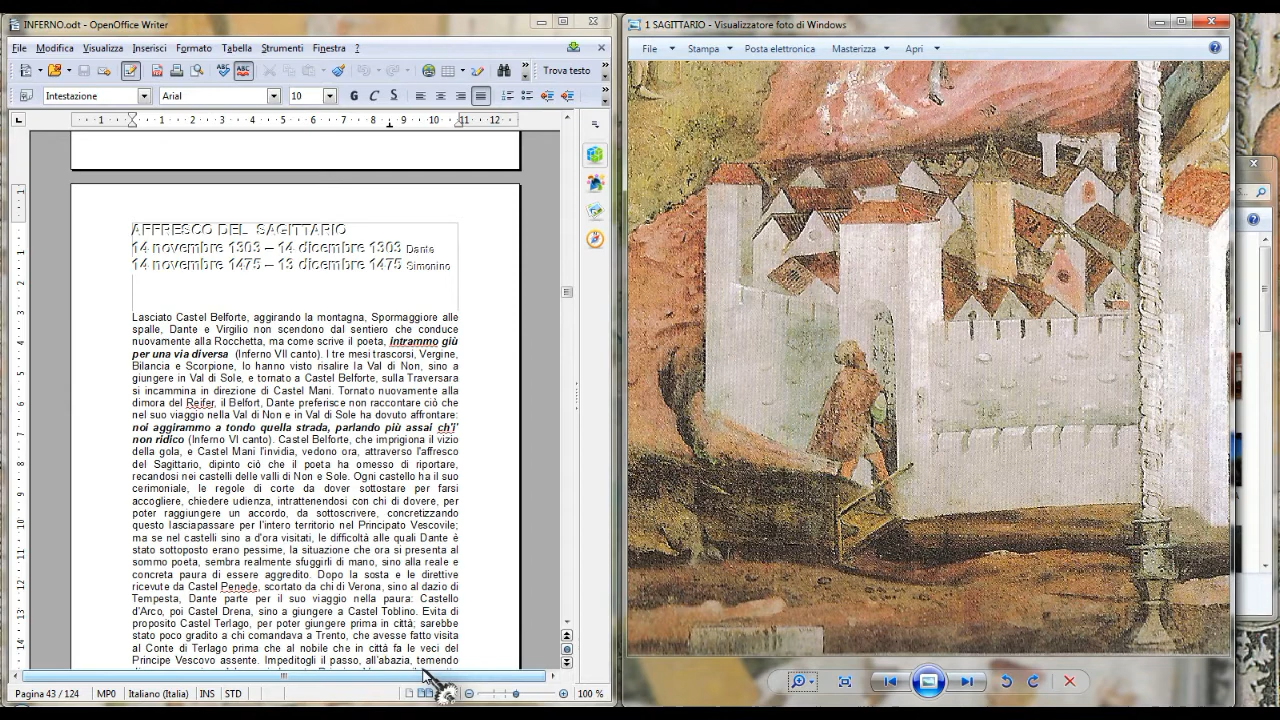 INFERNO.odt - OpenOffice Writer
File Modifica Visualizza Inserisci Formato Tabella Strumenti Finestra ?
Trova testo
Intestazione Arial 10 G C S
1 1 2 3 4 5 6 7 8 9 10 11 12
AFFRESCO DEL SAGITTARIO
14 novembre 1303 – 14 dicembre 1303 Dante
14 novembre 1475 – 13 dicembre 1475 Simonino
Lasciato Castel Belforte, aggirando la montagna, Spormaggiore alle
spalle, Dante e Virgilio non scendono dal sentiero che conduce
nuovamente alla Rocchetta, ma come scrive il poeta, intrammo giù
per una via diversa (Inferno VII canto). I tre mesi trascorsi, Vergine,
Bilancia e Scorpione, lo hanno visto risalire la Val di Non, sino a
giungere in Val di Sole, e tornato a Castel Belforte, sulla Traversara
si incammina in direzione di Castel Mani. Tornato nuovamente alla
dimora del Reifer, il Belfort, Dante preferisce non raccontare ciò che
nel suo viaggio nella Val di Non e in Val di Sole ha dovuto affrontare:
noi aggirammo a tondo quella strada, parlando più assai ch'i'
non ridico (Inferno VI canto). Castel Belforte, che imprigiona il vizio
della gola, e Castel Mani l'invidia, vedono ora, attraverso l'affresco
del Sagittario, dipinto ciò che il poeta ha omesso di riportare,
recandosi nei castelli delle valli di Non e Sole. Ogni castello ha il suo
cerimoniale, le regole di corte da dover sottostare per farsi
accogliere, chiedere udienza, intrattenendosi con chi di dovere, per
poter raggiungere un accordo, da sottoscrivere, concretizzando
questo lasciapassare per l'intero territorio nel Principato Vescovile;
ma se nel castelli sino a d'ora visitati, le difficoltà alle quali Dante è
stato sottoposto erano pessime, la situazione che ora si presenta al
sommo poeta, sembra realmente sfuggirli di mano, sino alla reale e
concreta paura di essere aggredito. Dopo la sosta e le direttive
ricevute da Castel Penede, scortato da chi di Verona, sino al dazio di
Tempesta, Dante parte per il suo viaggio nella paura: Castello
d'Arco, poi Castel Drena, sino a giungere a Castel Toblino. Evita di
proposito Castel Terlago, per poter giungere prima in città; sarebbe
stato poco gradito a chi comandava a Trento, che avesse fatto visita
al Conte di Terlago prima che al nobile che in città fa le veci del
Principe Vescovo assente. Impeditogli il passo, all'abazia, temendo
Pagina 43 / 124 MP0 Italiano (Italia) INS STD 100 %
1 SAGITTARIO - Visualizzatore foto di Windows
File Stampa Posta elettronica Masterizza Apri